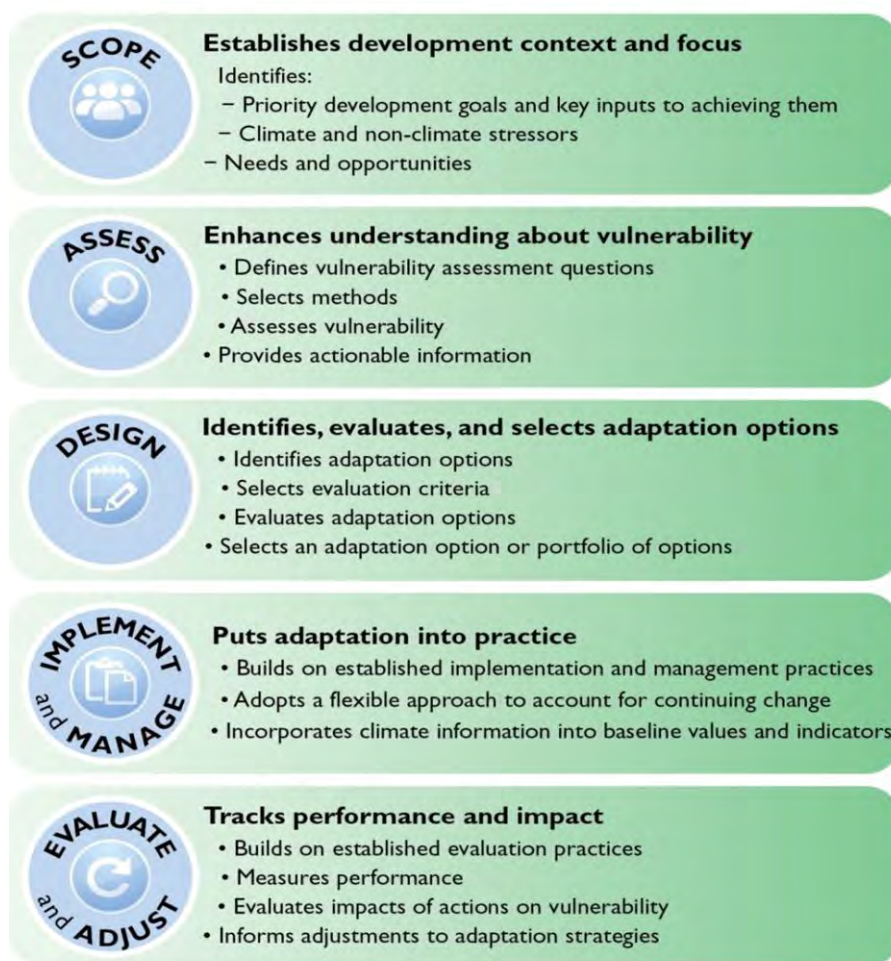 SCOPE
Establishes development context and focus
Identifies:
– Priority development goals and key inputs to achieving them
– Climate and non-climate stressors
– Needs and opportunities
ASSESS
Enhances understanding about vulnerability
• Defines vulnerability assessment questions
• Selects methods
• Assesses vulnerability
• Provides actionable information
DESIGN
Identifies, evaluates, and selects adaptation options
• Identifies adaptation options
• Selects evaluation criteria
• Evaluates adaptation options
• Selects an adaptation option or portfolio of options
IMPLEMENT
and MANAGE
Puts adaptation into practice
• Builds on established implementation and management practices
• Adopts a flexible approach to account for continuing change
• Incorporates climate information into baseline values and indicators
EVALUATE
and ADJUST
Tracks performance and impact
• Builds on established evaluation practices
• Measures performance
• Evaluates impacts of actions on vulnerability
• Informs adjustments to adaptation strategies